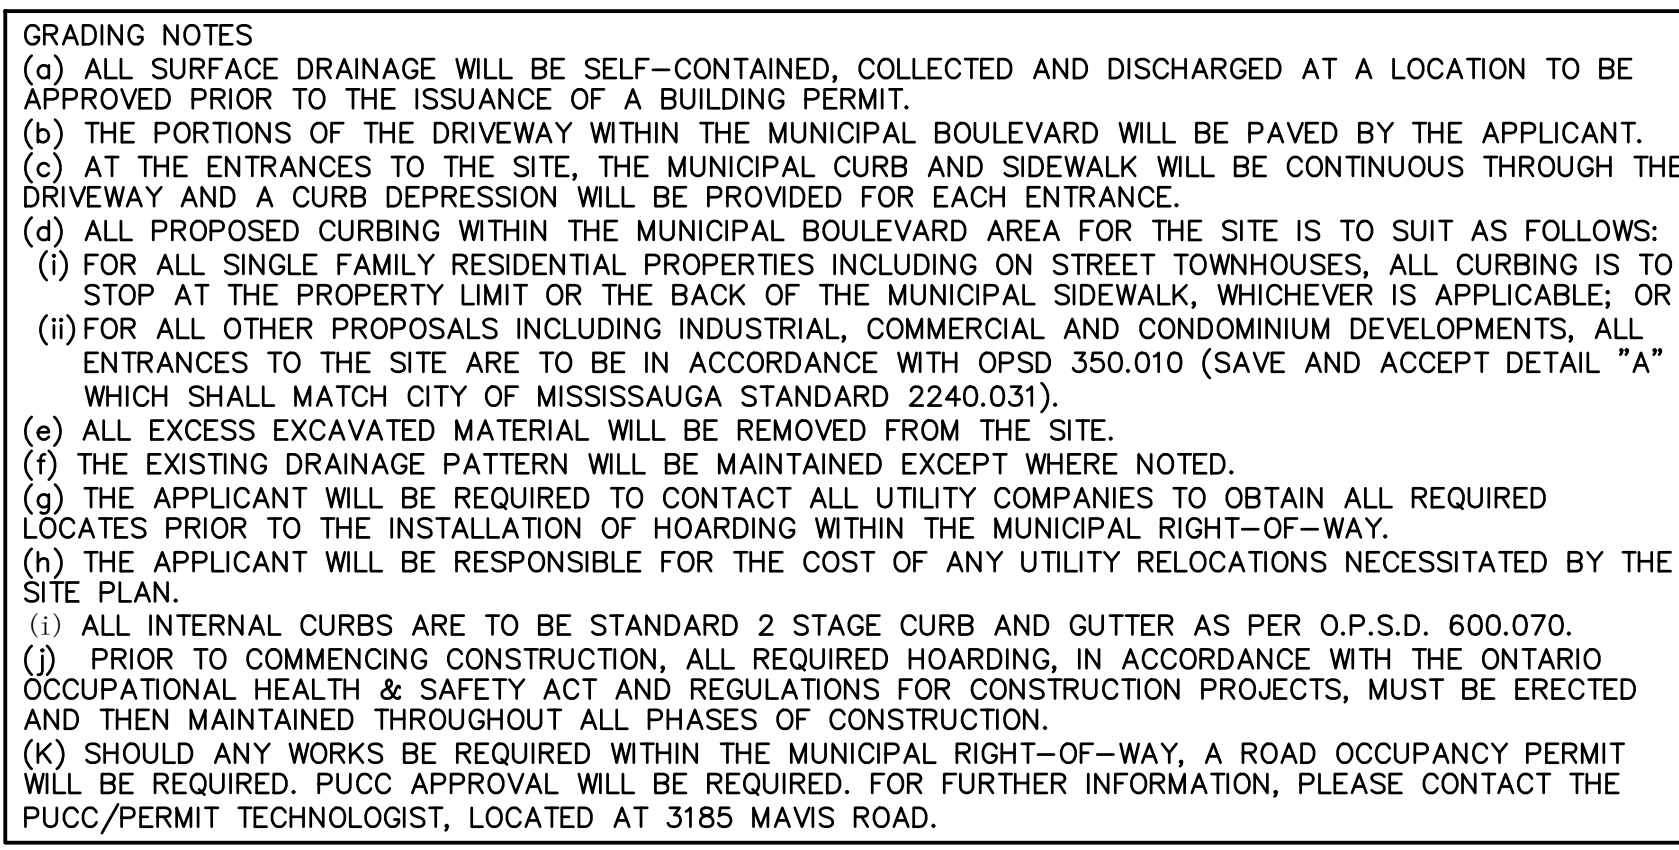 GRADING NOTES
(a) ALL SURFACE DRAINAGE WILL BE SELF-CONTAINED, COLLECTED AND DISCHARGED AT A LOCATION TO BE
APPROVED PRIOR TO THE ISSUANCE OF A BUILDING PERMIT.
(b) THE PORTIONS OF THE DRIVEWAY WITHIN THE MUNICIPAL BOULEVARD WILL BE PAVED BY THE APPLICANT.
(c) AT THE ENTRANCES TO THE SITE, THE MUNICIPAL CURB AND SIDEWALK WILL BE CONTINUOUS THROUGH THE
DRIVEWAY AND A CURB DEPRESSION WILL BE PROVIDED FOR EACH ENTRANCE.
(d) ALL PROPOSED CURBING WITHIN THE MUNICIPAL BOULEVARD AREA FOR THE SITE IS TO SUIT AS FOLLOWS:
(i) FOR ALL SINGLE FAMILY RESIDENTIAL PROPERTIES INCLUDING ON STREET TOWNHOUSES, ALL CURBING IS TO
STOP AT THE PROPERTY LIMIT OR THE BACK OF THE MUNICIPAL SIDEWALK, WHICHEVER IS APPLICABLE; OR
(ii) FOR ALL OTHER PROPOSALS INCLUDING INDUSTRIAL, COMMERCIAL AND CONDOMINIUM DEVELOPMENTS, ALL
ENTRANCES TO THE SITE ARE TO BE IN ACCORDANCE WITH OPSD 350.010 (SAVE AND ACCEPT DETAIL "A"
WHICH SHALL MATCH CITY OF MISSISSAUGA STANDARD 2240.031).
(e) ALL EXCESS EXCAVATED MATERIAL WILL BE REMOVED FROM THE SITE.
(f) THE EXISTING DRAINAGE PATTERN WILL BE MAINTAINED EXCEPT WHERE NOTED.
(g) THE APPLICANT WILL BE REQUIRED TO CONTACT ALL UTILITY COMPANIES TO OBTAIN ALL REQUIRED
LOCATES PRIOR TO THE INSTALLATION OF HOARDING WITHIN THE MUNICIPAL RIGHT-OF-WAY.
(h) THE APPLICANT WILL BE RESPONSIBLE FOR THE COST OF ANY UTILITY RELOCATIONS NECESSITATED BY THE
SITE PLAN.
(i) ALL INTERNAL CURBS ARE TO BE STANDARD 2 STAGE CURB AND GUTTER AS PER O.P.S.D. 600.070.
(j) PRIOR TO COMMENCING CONSTRUCTION, ALL REQUIRED HOARDING, IN ACCORDANCE WITH THE ONTARIO
OCCUPATIONAL HEALTH & SAFETY ACT AND REGULATIONS FOR CONSTRUCTION PROJECTS, MUST BE ERECTED
AND THEN MAINTAINED THROUGHOUT ALL PHASES OF CONSTRUCTION.
(K) SHOULD ANY WORKS BE REQUIRED WITHIN THE MUNICIPAL RIGHT-OF-WAY, A ROAD OCCUPANCY PERMIT
WILL BE REQUIRED. PUCC APPROVAL WILL BE REQUIRED. FOR FURTHER INFORMATION, PLEASE CONTACT THE
PUCC/PERMIT TECHNOLOGIST, LOCATED AT 3185 MAVIS ROAD.